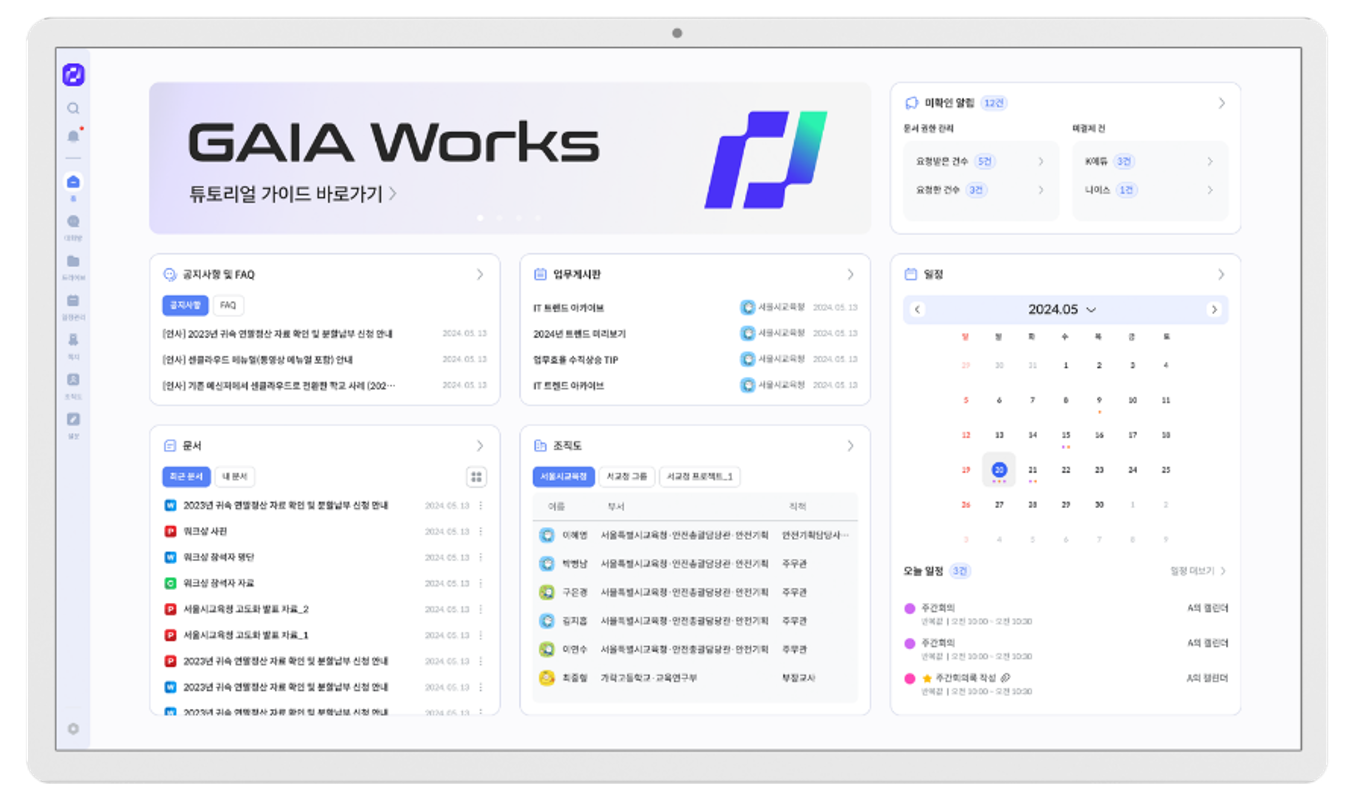 GAIA Works
튜토리얼 가이드 바로가기
미확인 알림 12건
문서 권한 관리
요청받은 건수 5건
요청한 건수 3건
미결제 건
K에듀 3건
나이스 1건
홈
대화방
드라이브
일정관리
조직도
설문
공지사항 및 FAQ
공지사항 FAQ
[인사] 2023년 귀속 연말정산 자료 확인 및 분할납부 신청 안내 2024. 05. 13
[인사] 센클라우드 메뉴얼(동영상 메뉴얼 포함) 안내 2024. 05. 13
[인사] 기존 메신저에서 센클라우드로 전환한 학교 사례 (202··· 2024. 05. 13
업무게시판
IT 트렌드 아카이브 서울시교육청 2024. 05. 13
2024년 트렌드 미리보기 서울시교육청 2024. 05. 13
업무효율 수직상승 TIP 서울시교육청 2024. 05. 13
IT 트렌드 아카이브 서울시교육청 2024. 05. 13
일정
2024.05
일 월 화 수 목 금 토
29 30 31 1 2 3 4
5 6 7 8 9 10 11
12 13 14 15 16 17 18
19 20 21 22 23 24 25
26 27 28 29 30 1 2
3 4 5 6 7 8 9
오늘 일정 3건
일정 더보기
주간회의 A의 캘린더
반복없 | 오전 10:00 - 오전 10:30
주간회의 A의 캘린더
반복없 | 오전 10:00 - 오전 10:30
주간회의록 작성 A의 캘린더
반복없 | 오전 10:00 - 오전 10:30
문서
최근 문서 내 문서
2023년 귀속 연말정산 자료 확인 및 분할납부 신청 안내 2024. 05. 13
워크샵 사진 2024. 05. 13
워크샵 참석자 명단 2024. 05. 13
워크샵 참석자 자료 2024. 05. 13
서울시교육청 고도화 발표 자료_2 2024. 05. 13
서울시교육청 고도화 발표 자료_1 2024. 05. 13
2023년 귀속 연말정산 자료 확인 및 분할납부 신청 안내 2024. 05. 13
2023년 귀속 연말정산 자료 확인 및 분할납부 신청 안내 2024. 05. 13
2023년 귀속 연말정산 자료 확인 및 분할납부 신청 안내 2024. 05. 13
조직도
서울시교육청 서교청 그룹 서교청 프로젝트_1
이름 부서 직책
이혜영 서울특별시교육청·안전총괄담당관·안전기획 안전기획담당사···
박병남 서울특별시교육청·안전총괄담당관·안전기획 주무관
구은경 서울특별시교육청·안전총괄담당관·안전기획 주무관
김지흡 서울특별시교육청·안전총괄담당관·안전기획 주무관
이연수 서울특별시교육청·안전총괄담당관·안전기획 주무관
최중혈 가락고등학교·교육연구부 부장교사